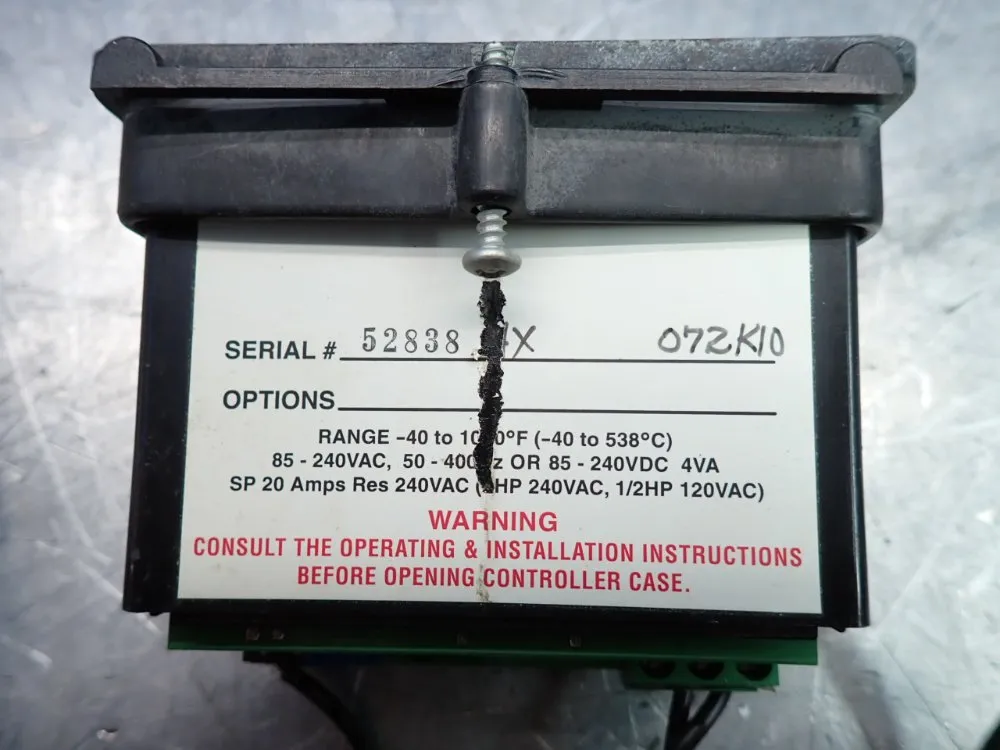 SERIAL # 52838 X 072K10
OPTIONS
RANGE -40 to °F (-40 to 538°C)
85 - 240VAC, 50 - OR 85 - 240VDC 4VA
SP 20 Amps Res 240VAC 240VAC, 1/2HP 120VAC)
WARNING
CONSULT THE OPERATING & INSTALLATION INSTRUCTIONS
BEFORE OPENING CONTROLLER CASE.